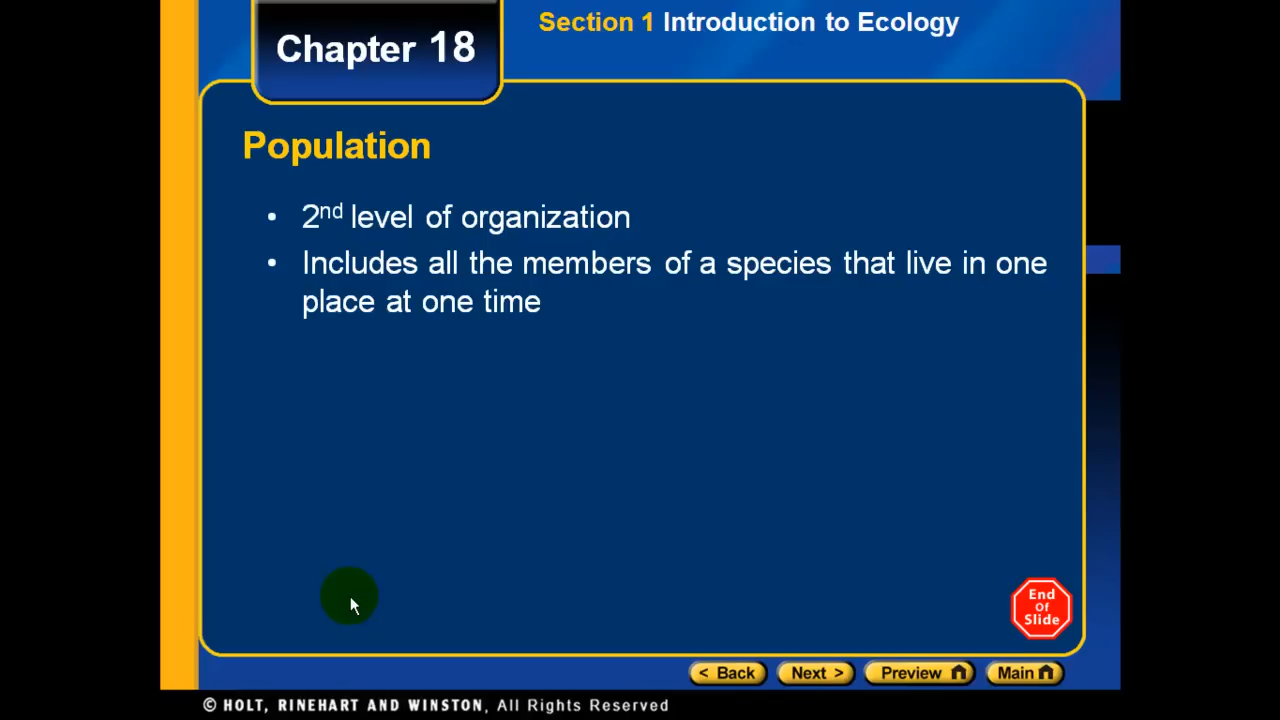 Chapter 18
Section 1 Introduction to Ecology
Population
• 2nd level of organization
• Includes all the members of a species that live in one
place at one time
End
Of
Slide
< Back
Next >
Preview
Main
© HOLT, RINEHART AND WINSTON, All Rights Reserved